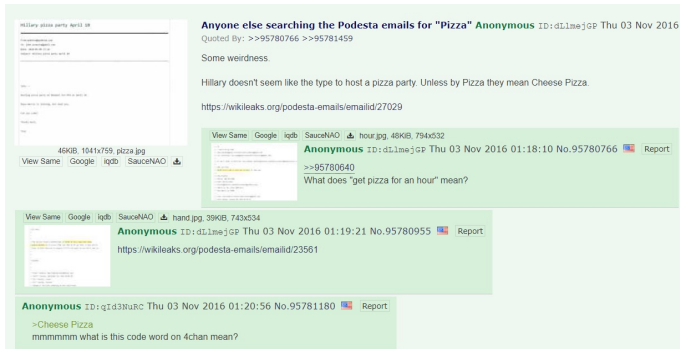 Hillary pizza party April 10
Anyone else searching the Podesta emails for "Pizza" Anonymous ID:dLlmejGP Thu 03 Nov 2016
Quoted By: >>95780766 >>95781459
Some weirdness.
Hillary doesn't seem like the type to host a pizza party. Unless by Pizza they mean Cheese Pizza.
https://wikileaks.org/podesta-emails/emailid/27029
46KiB, 1041x759, pizza.jpg
View Same Google iqdb SauceNAO
View Same Google iqdb SauceNAO hour.jpg, 48KiB, 794x532
Anonymous ID:dLlmejGP Thu 03 Nov 2016 01:18:10 No.95780766 Report
>>95780640
What does "get pizza for an hour" mean?
View Same Google iqdb SauceNAO hand.jpg, 39KiB, 743x534
Anonymous ID:dLlmejGP Thu 03 Nov 2016 01:19:21 No.95780955 Report
https://wikileaks.org/podesta-emails/emailid/23561
Anonymous ID:qId3NuRC Thu 03 Nov 2016 01:20:56 No.95781180 Report
>Cheese Pizza
mmmmmm what is this code word on 4chan mean?